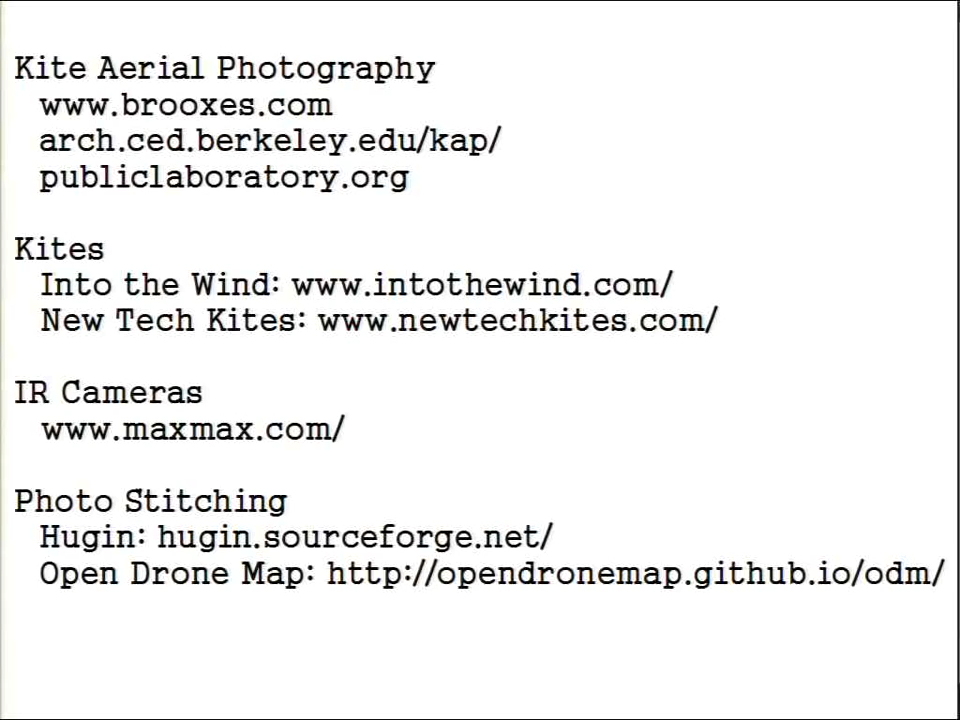 Kite Aerial Photography
www.brooxes.com
arch.ced.berkeley.edu/kap/
publiclaboratory.org
Kites
Into the Wind: www.intothewind.com/
New Tech Kites: www.newtechkites.com/
IR Cameras
www.maxmax.com/
Photo Stitching
Hugin: hugin.sourceforge.net/
Open Drone Map: http://opendronemap.github.io/odm/